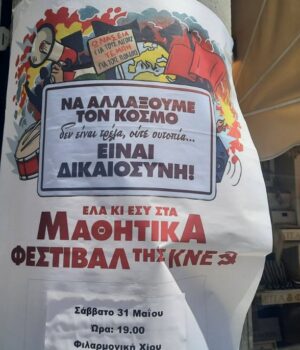 ΝΑ ΑΛΛΑΞΟΥΜΕ
ΤΟΝ ΚΟΣΜΟ
δεν είναι τρέλα, ούτε ουτοπία...
ΕΙΝΑΙ
ΔΙΚΑΙΟΣΥΝΗ!
ΕΛΑ ΚΙ ΕΣΥ ΣΤΑ
ΜΑΘΗΤΙΚΑ
ΦΕΣΤΙΒΑΛ ΤΗΣ ΚΝΕ
Σάββατο 31 Μαΐου
Ώρα: 19.00
Φιλαρμονική Χίου